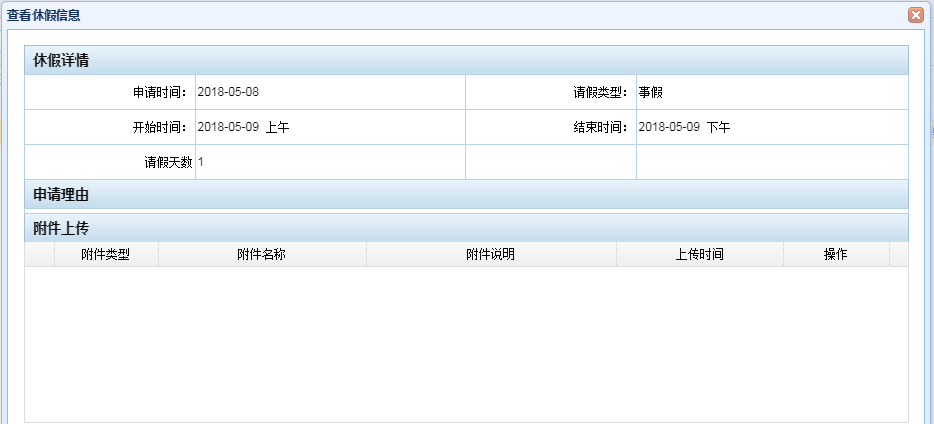 查看休假信息
休假详情
申请时间： 2018-05-08 请假类型： 事假
开始时间： 2018-05-09 上午 结束时间： 2018-05-09 下午
请假天数 1
申请理由
附件上传
附件类型 附件名称 附件说明 上传时间 操作